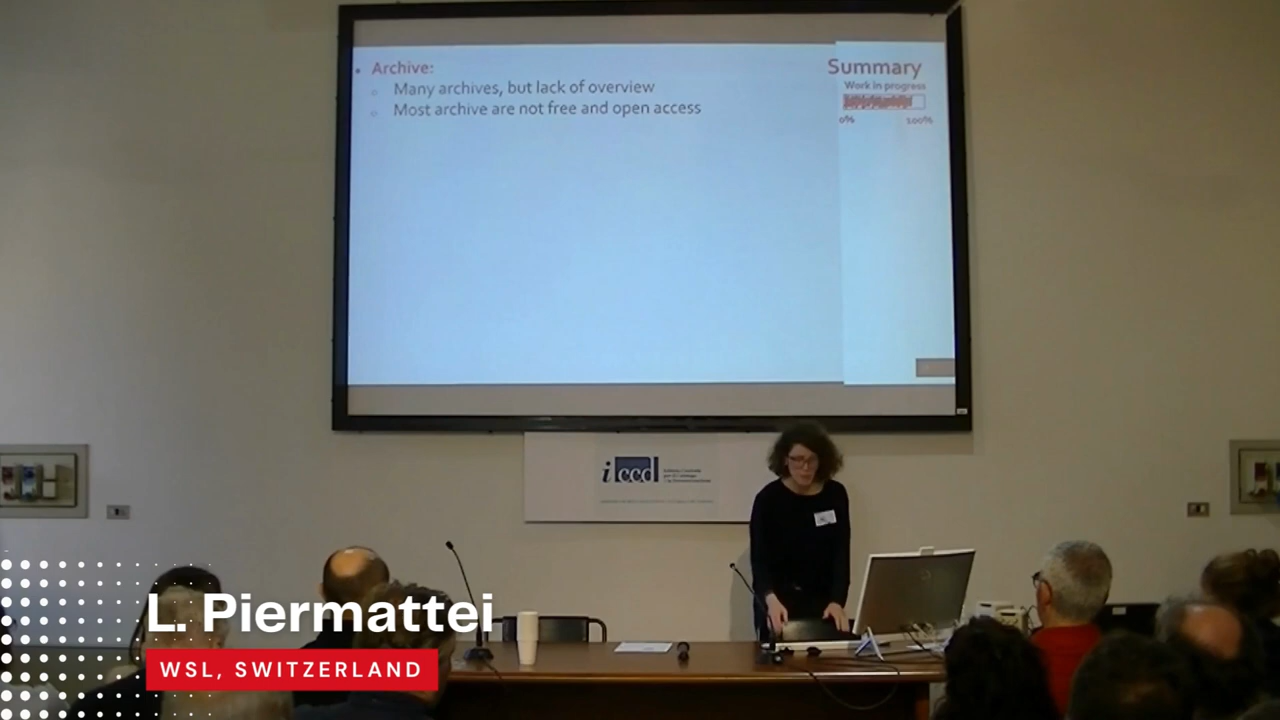 Archive:
Many archives, but lack of overview
Most archive are not free and open access
Summary
Work in progress
0%
100%
iccd
L. Piermattei
WSL, SWITZERLAND